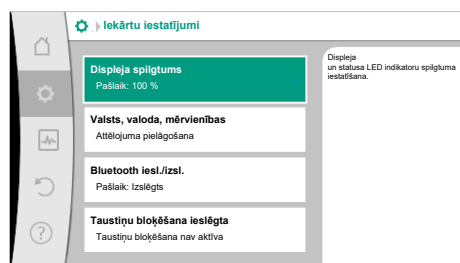 Iekārtu iestatījumi
Displeja spilgtums
Pašlaik: 100 %
Valsts, valoda, mērvienības
Attēlojuma pielāgošana
Bluetooth iesl./izsl.
Pašlaik: Izslēgts
Taustiņu bloķēšana ieslēgta
Taustiņu bloķēšana nav aktīva
Displeja
un statusa LED indikatoru spilgtuma
iestatīšana.
?